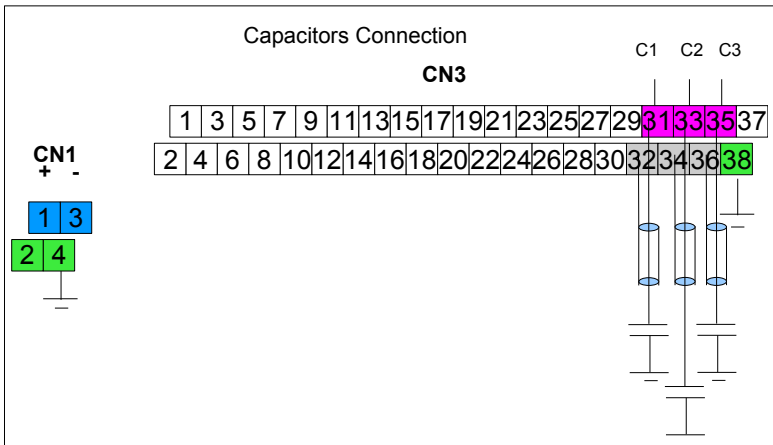 Capacitors Connection
C1 C2 C3
CN3
1 3 5 7 9 11 13 15 17 19 21 23 25 27 29 31 33 35 37
2 4 6 8 10 12 14 16 18 20 22 24 26 28 30 32 34 36 38
CN1
+ -
1 3
2 4